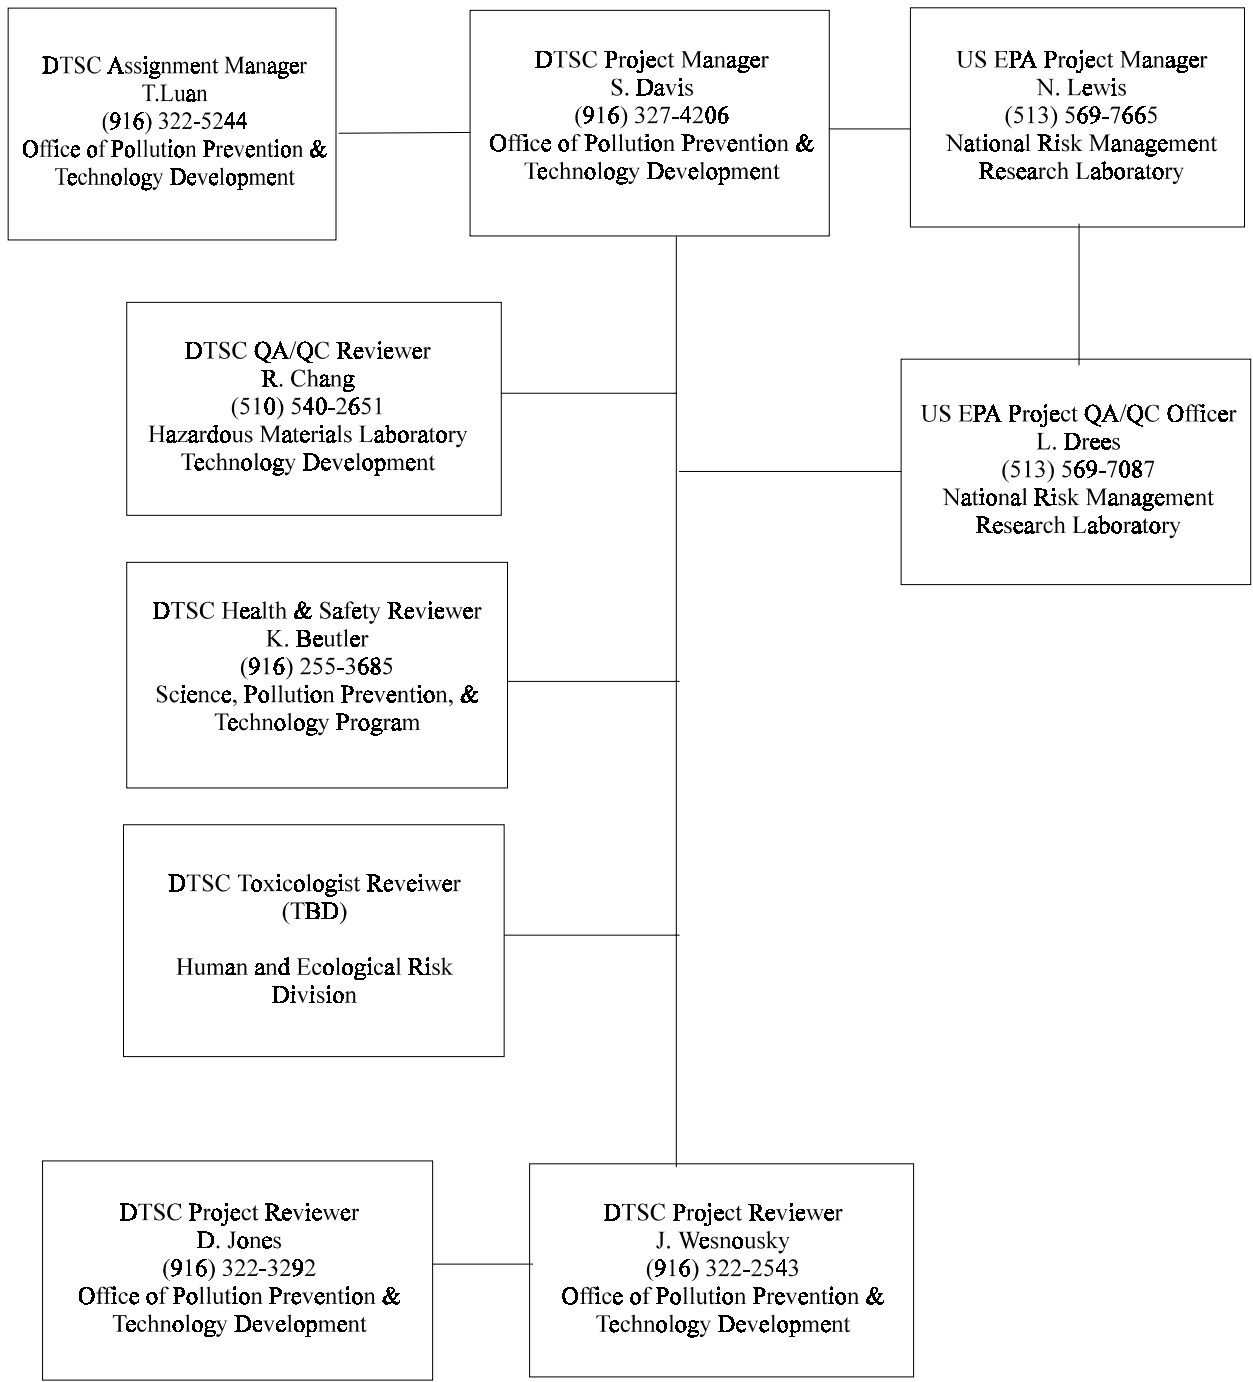 DTSC Assignment Manager
T.Luan
(916) 322-5244
Office of Pollution Prevention &
Technology Development
DTSC Project Manager
S. Davis
(916) 327-4206
Office of Pollution Prevention &
Technology Development
US EPA Project Manager
N. Lewis
(513) 569-7665
National Risk Management
Research Laboratory
DTSC QA/QC Reviewer
R. Chang
(510) 540-2651
Hazardous Materials Laboratory
Technology Development
US EPA Project QA/QC Officer
L. Drees
(513) 569-7087
National Risk Management
Research Laboratory
DTSC Health & Safety Reviewer
K. Beutler
(916) 255-3685
Science, Pollution Prevention, &
Technology Program
DTSC Toxicologist Reveiwer
(TBD)
Human and Ecological Risk
Division
DTSC Project Reviewer
D. Jones
(916) 322-3292
Office of Pollution Prevention &
Technology Development
DTSC Project Reviewer
J. Wesnousky
(916) 322-2543
Office of Pollution Prevention &
Technology Development